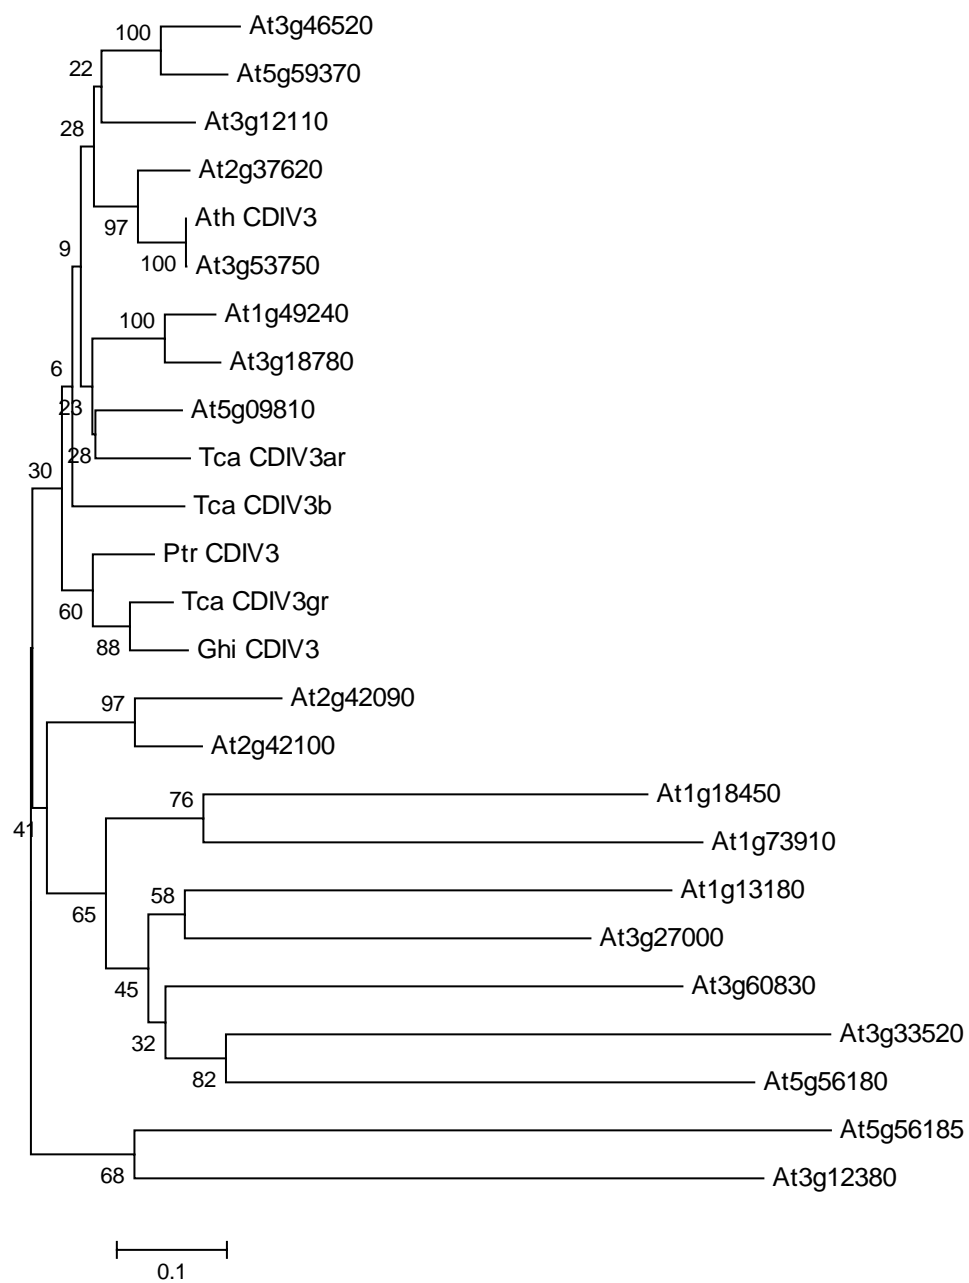 100
At3g46520
22
At5g59370
At3g12110
28
At2g37620
97
Ath CDIV3
100
At3g53750
9
At1g49240
100
At3g18780
6
23
At5g09810
28
Tca CDIV3ar
30
Tca CDIV3b
Ptr CDIV3
60
Tca CDIV3gr
88
Ghi CDIV3
97
At2g42090
At2g42100
76
At1g18450
41
At1g73910
58
At1g13180
65
At3g27000
45
At3g60830
32
At3g33520
82
At5g56180
At5g56185
68
At3g12380
0.1